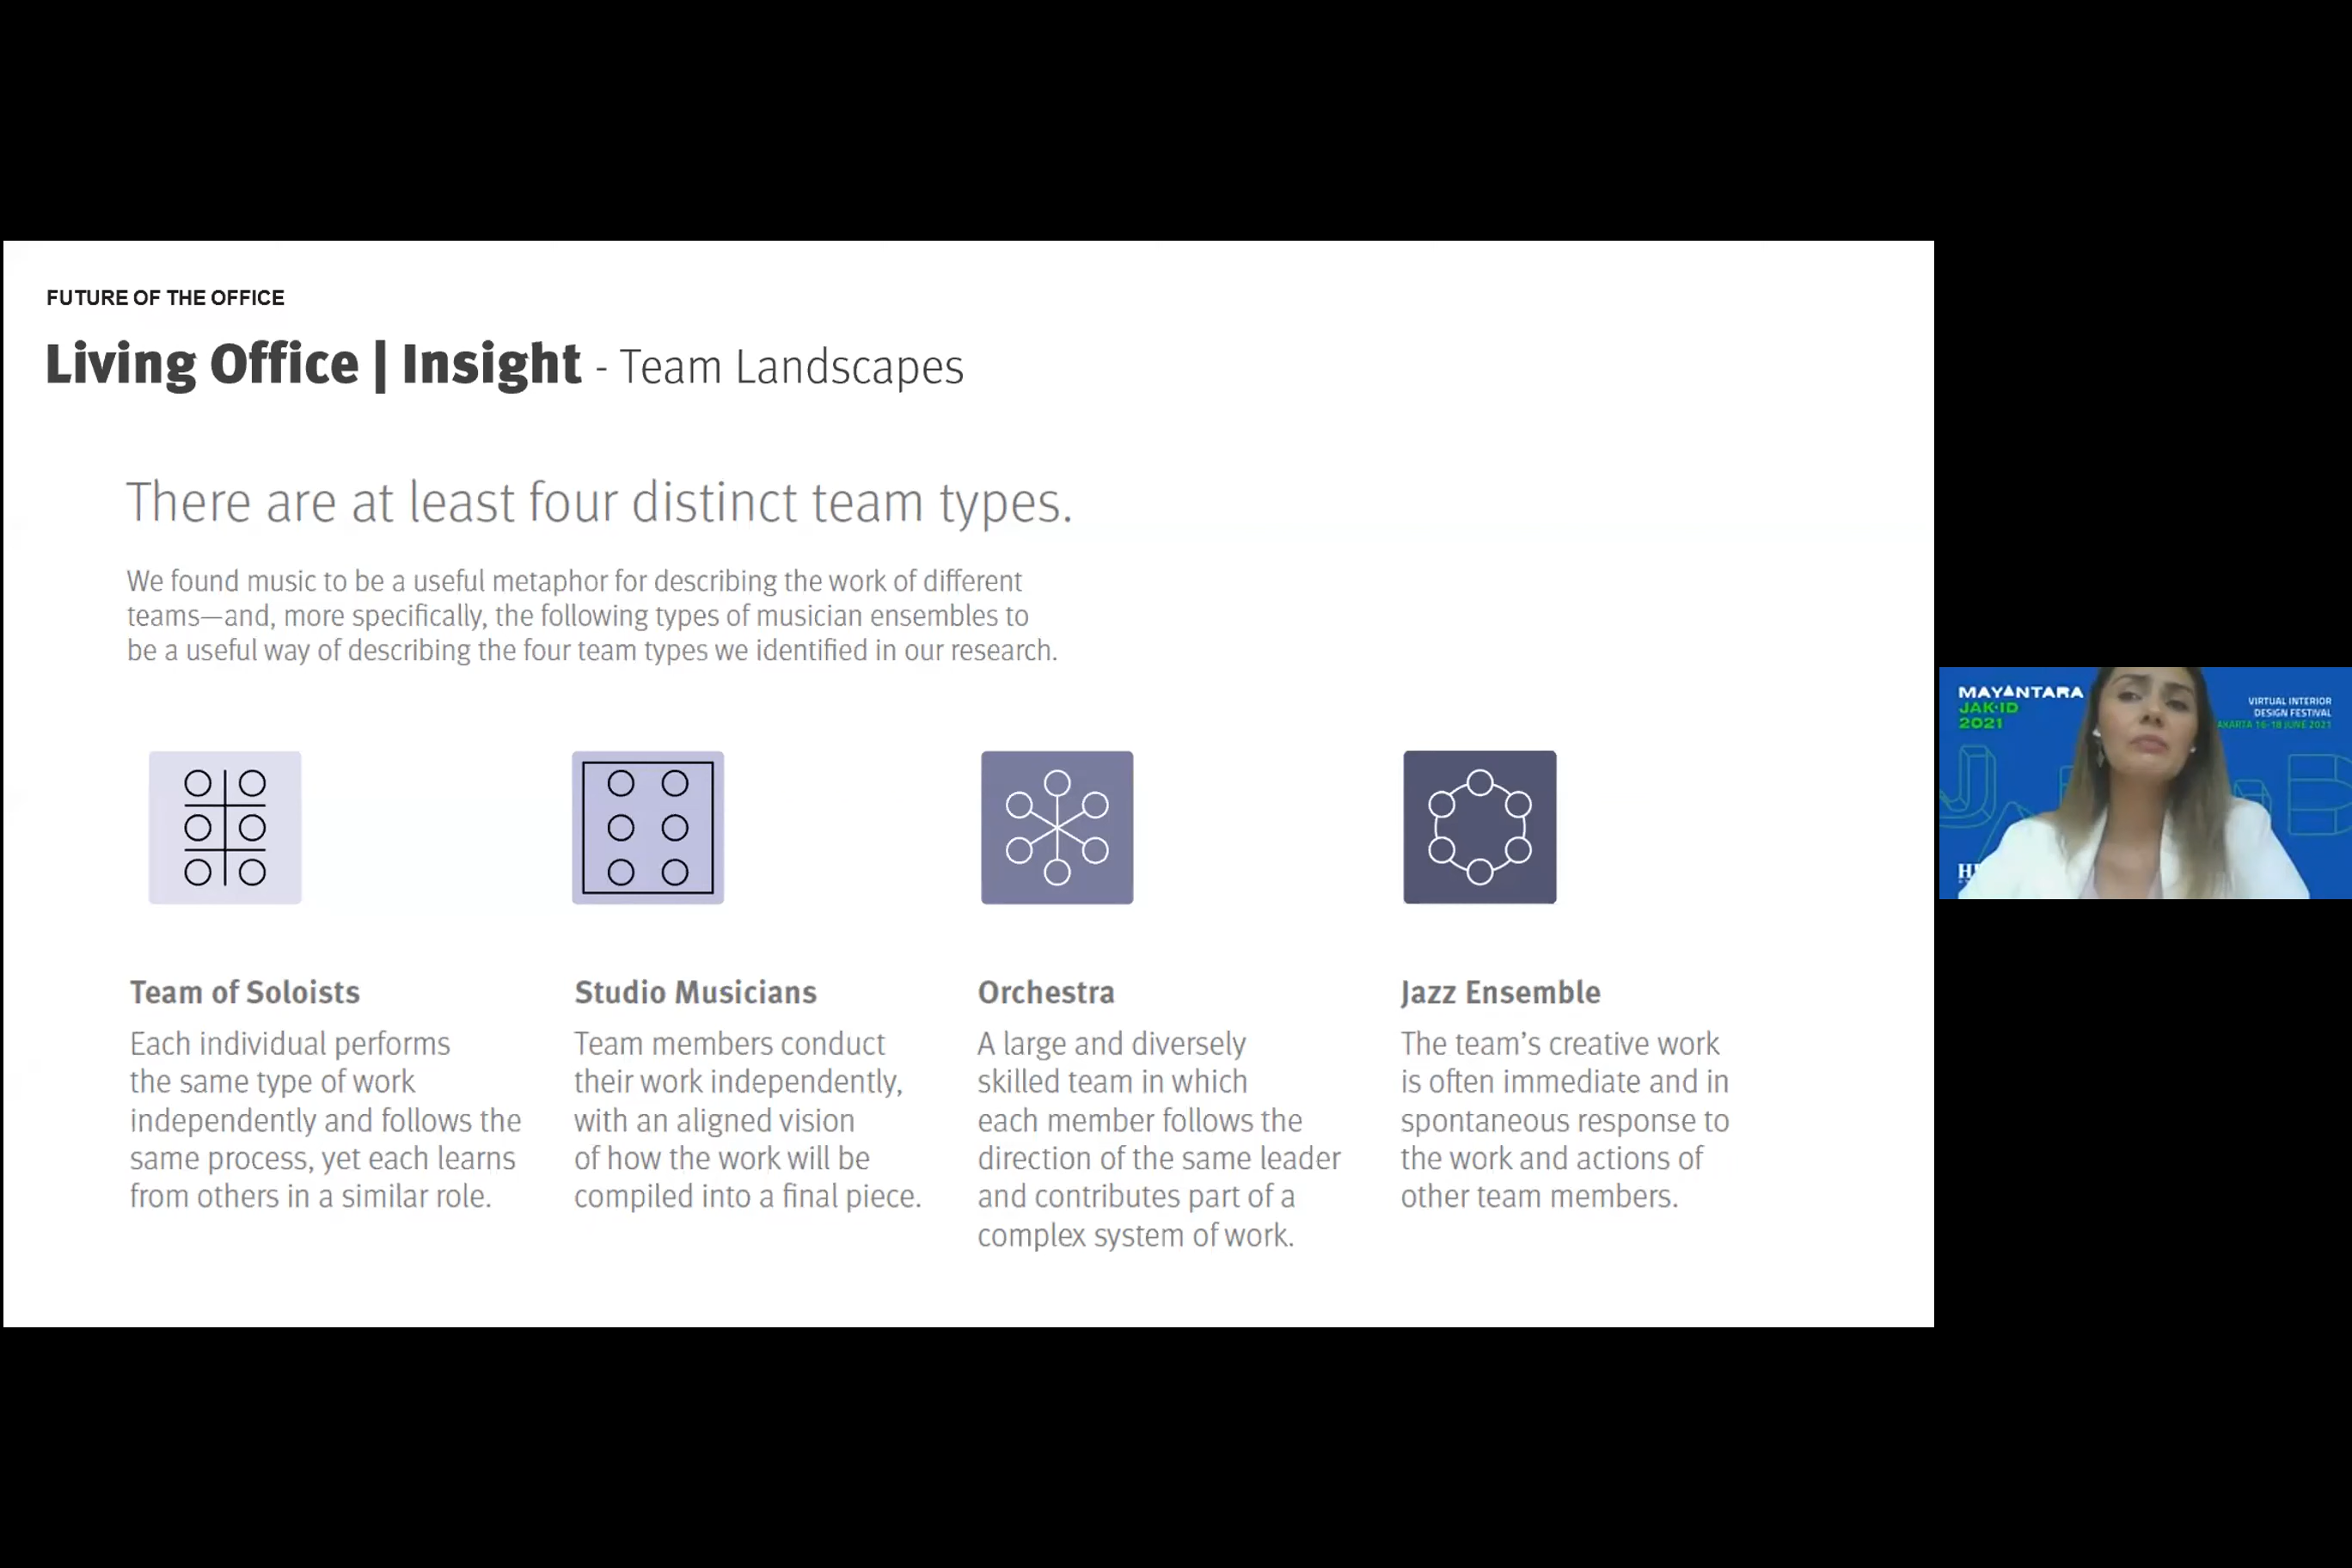 FUTURE OF THE OFFICE
Living Office | Insight - Team Landscapes
There are at least four distinct team types.
We found music to be a useful metaphor for describing the work of different
teams—and, more specifically, the following types of musician ensembles to
be a useful way of describing the four team types we identified in our research.
Team of Soloists
Each individual performs
the same type of work
independently and follows the
same process, yet each learns
from others in a similar role.
Studio Musicians
Team members conduct
their work independently,
with an aligned vision
of how the work will be
compiled into a final piece.
Orchestra
A large and diversely
skilled team in which
each member follows the
direction of the same leader
and contributes part of a
complex system of work.
Jazz Ensemble
The team’s creative work
is often immediate and in
spontaneous response to
the work and actions of
other team members.
MAYANTARA
JAK·ID
2021
VIRTUAL INTERIOR
DESIGN FESTIVAL
AKARTA 16-18 JUNE 2021